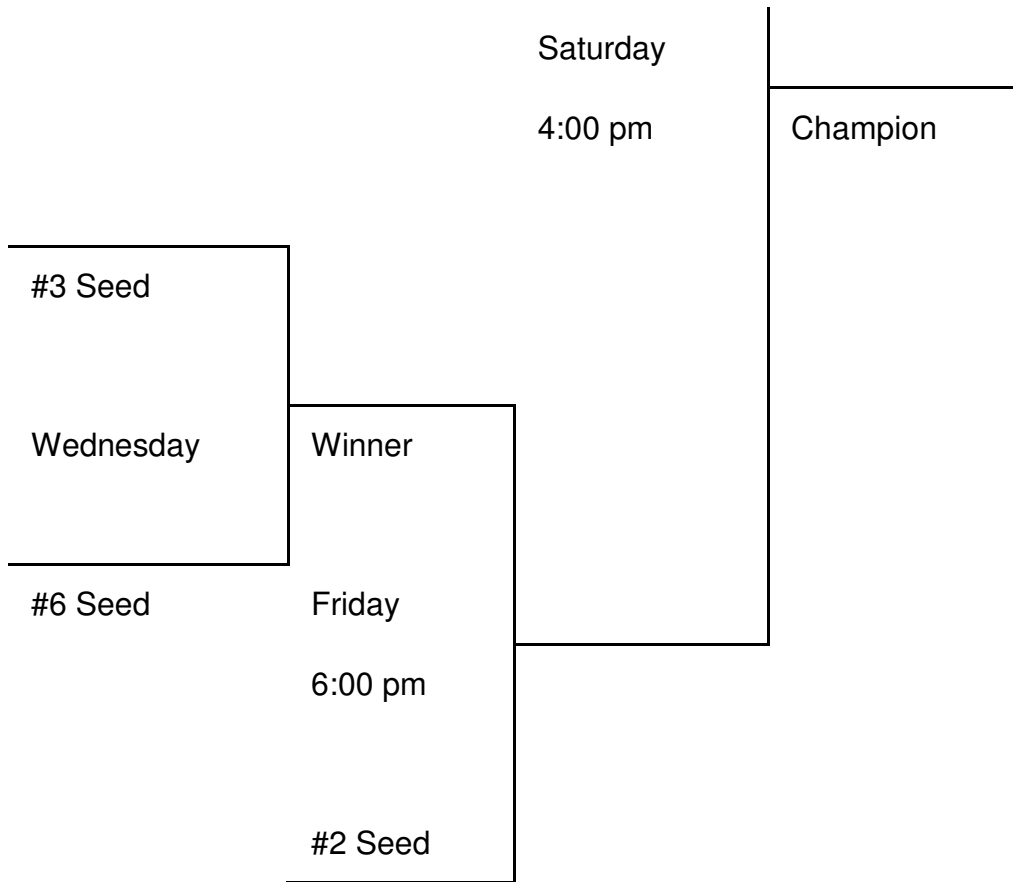 Saturday
4:00 pm
Champion
#3 Seed
Wednesday
Winner
#6 Seed
Friday
6:00 pm
#2 Seed